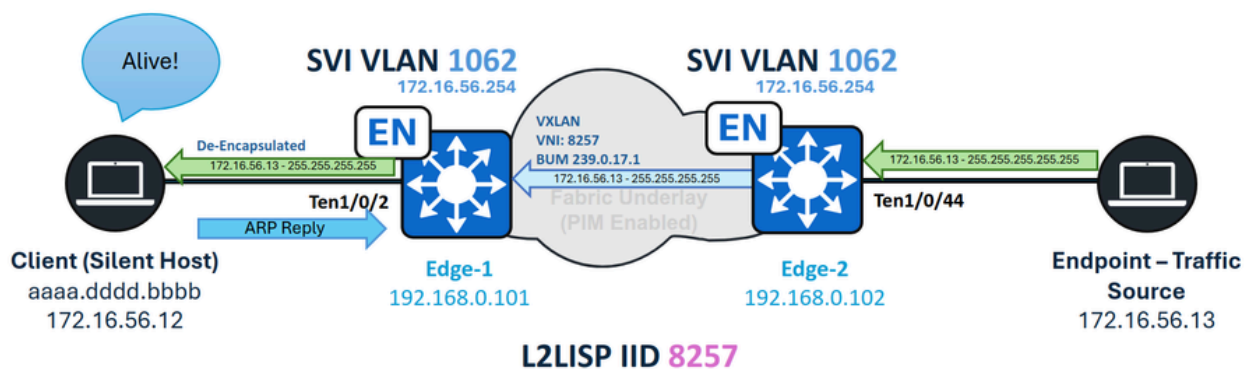 Alive!
SVI VLAN 1062
172.16.56.254
SVI VLAN 1062
172.16.56.254
EN
EN
De-Encapsulated
172.16.56.13 - 255.255.255.255
VXLAN
VNI: 8257
BUM 239.0.17.1
172.16.56.13 - 255.255.255.255
172.16.56.13 - 255.255.255.255
Fabric Underlay
(PIM Enabled)
Ten1/0/2
Ten1/0/44
ARP Reply
Client (Silent Host)
aaaa.dddd.bbbb
172.16.56.12
Edge-1
192.168.0.101
Edge-2
192.168.0.102
Endpoint – Traffic
Source
172.16.56.13
L2LISP IID 8257